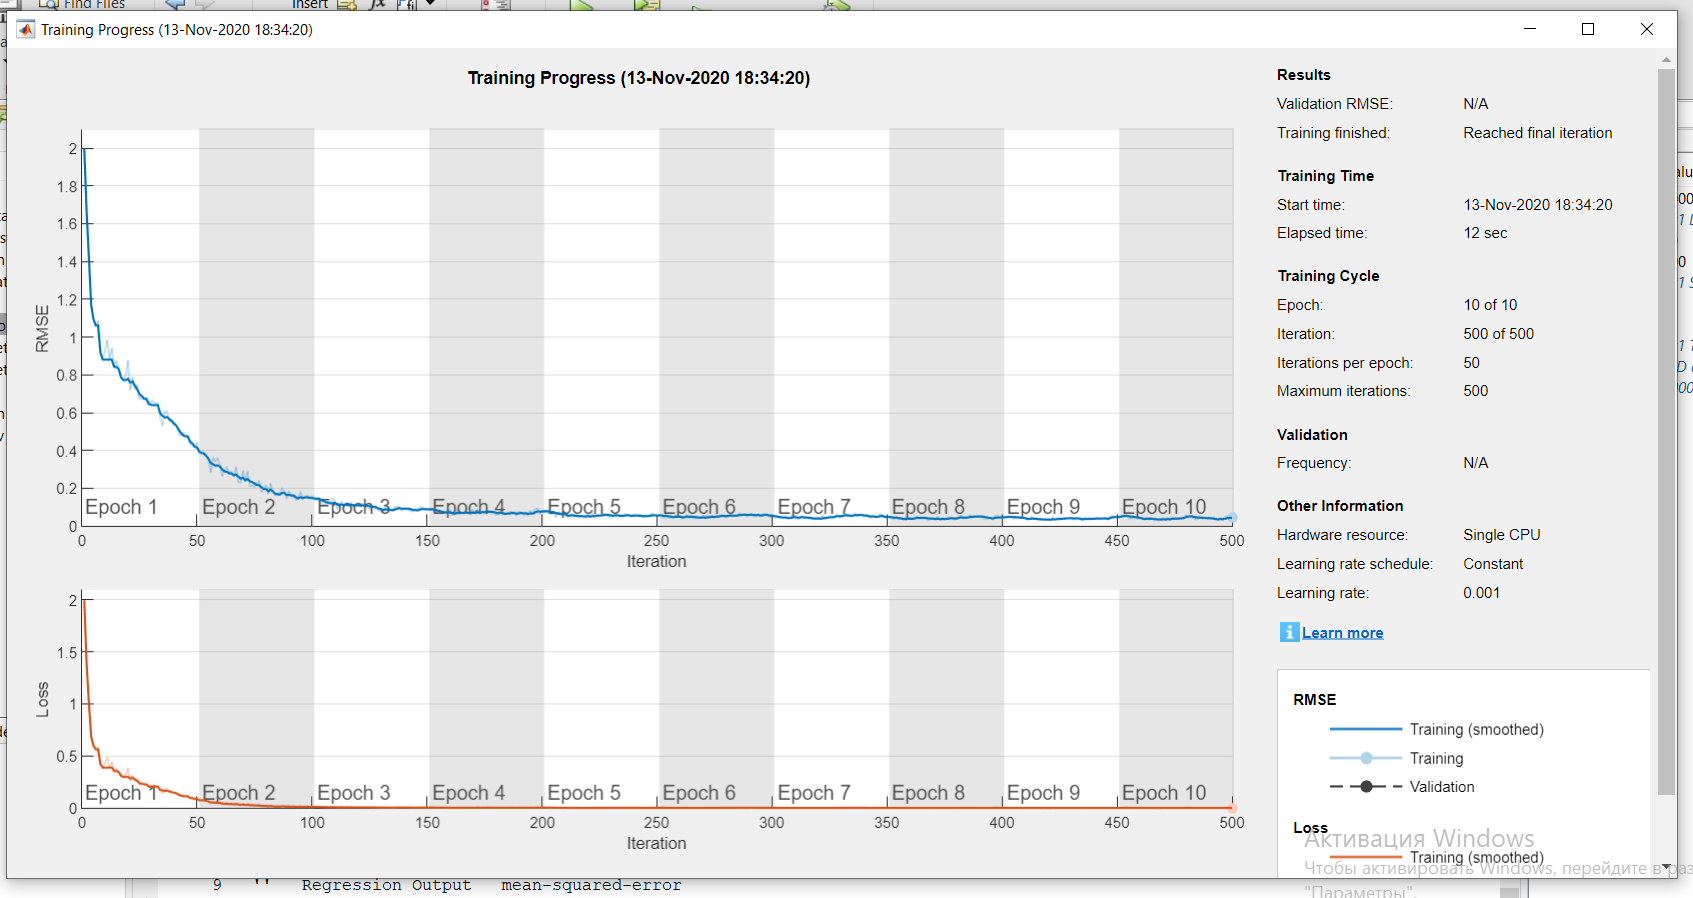 Find Files
Insert
fx
Training Progress (13-Nov-2020 18:34:20)
Training Progress (13-Nov-2020 18:34:20)
RMSE
2
1.8
1.6
1.4
1.2
1
0.8
0.6
0.4
0.2
0
Epoch 1 Epoch 2 Epoch 3 Epoch 4 Epoch 5 Epoch 6 Epoch 7 Epoch 8 Epoch 9 Epoch 10
0 50 100 150 200 250 300 350 400 450 500
Iteration
Loss
2
1.5
1
0.5
0
Epoch 1 Epoch 2 Epoch 3 Epoch 4 Epoch 5 Epoch 6 Epoch 7 Epoch 8 Epoch 9 Epoch 10
0 50 100 150 200 250 300 350 400 450 500
Iteration
Results
Validation RMSE: N/A
Training finished: Reached final iteration
Training Time
Start time: 13-Nov-2020 18:34:20
Elapsed time: 12 sec
Training Cycle
Epoch: 10 of 10
Iteration: 500 of 500
Iterations per epoch: 50
Maximum iterations: 500
Validation
Frequency: N/A
Other Information
Hardware resource: Single CPU
Learning rate schedule: Constant
Learning rate: 0.001
Learn more
RMSE
Training (smoothed)
Training
Validation
Loss
Training (smoothed)
Активация Windows
Чтобы активировать Windows, перейдите в раз
"Параметры".
9 '' Regression Output mean-squared-error